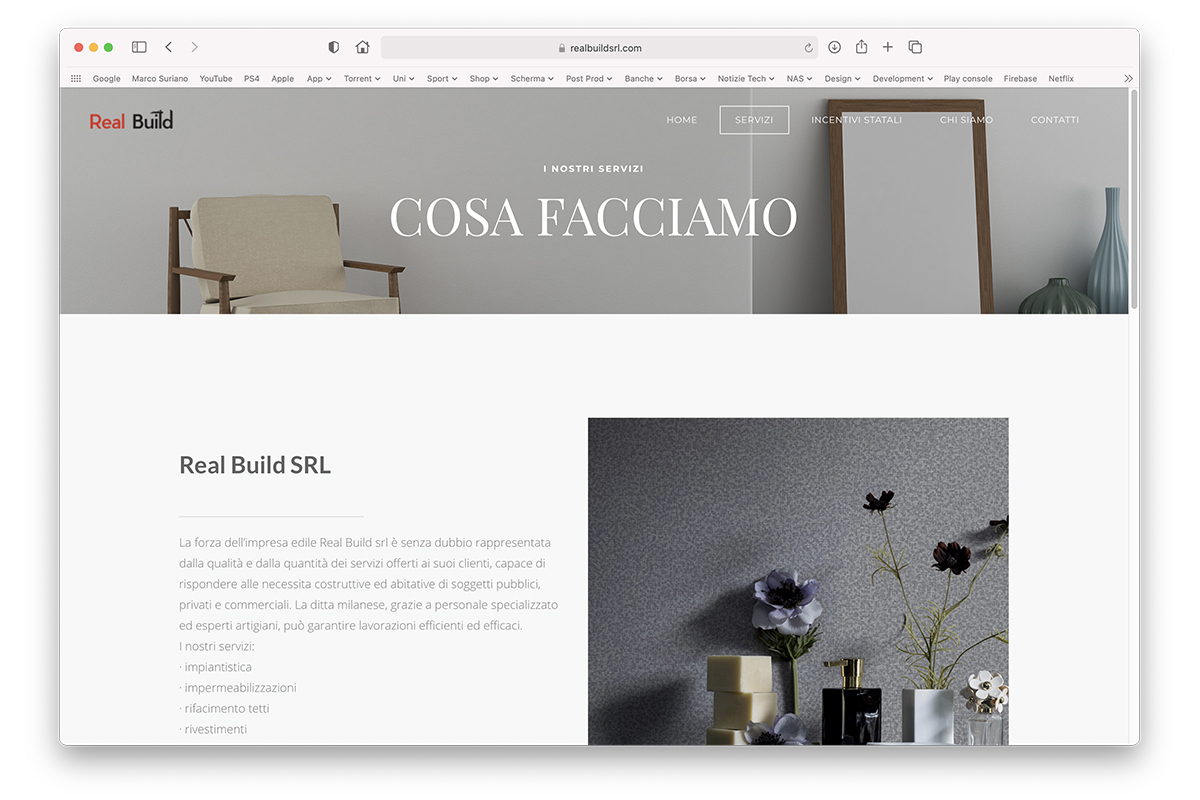 realbuildsrl.com
Google Marco Suriano YouTube PS4 Apple App Torrent Uni Sport Shop Scherma Post Prod Banche Borsa Notizie Tech NAS Design Development Play console Firebase Netflix
Real Build HOME SERVIZI INCENTIVI STATALI CHI SIAMO CONTATTI
I NOSTRI SERVIZI
COSA FACCIAMO
Real Build SRL
La forza dell'impresa edile Real Build srl è senza dubbio rappresentata
dalla qualità e dalla quantità dei servizi offerti ai suoi clienti, capace di
rispondere alle necessita costruttive ed abitative di soggetti pubblici,
privati e commerciali. La ditta milanese, grazie a personale specializzato
ed esperti artigiani, può garantire lavorazioni efficienti ed efficaci.
I nostri servizi:
· impiantistica
· impermeabilizzazioni
· rifacimento tetti
· rivestimenti